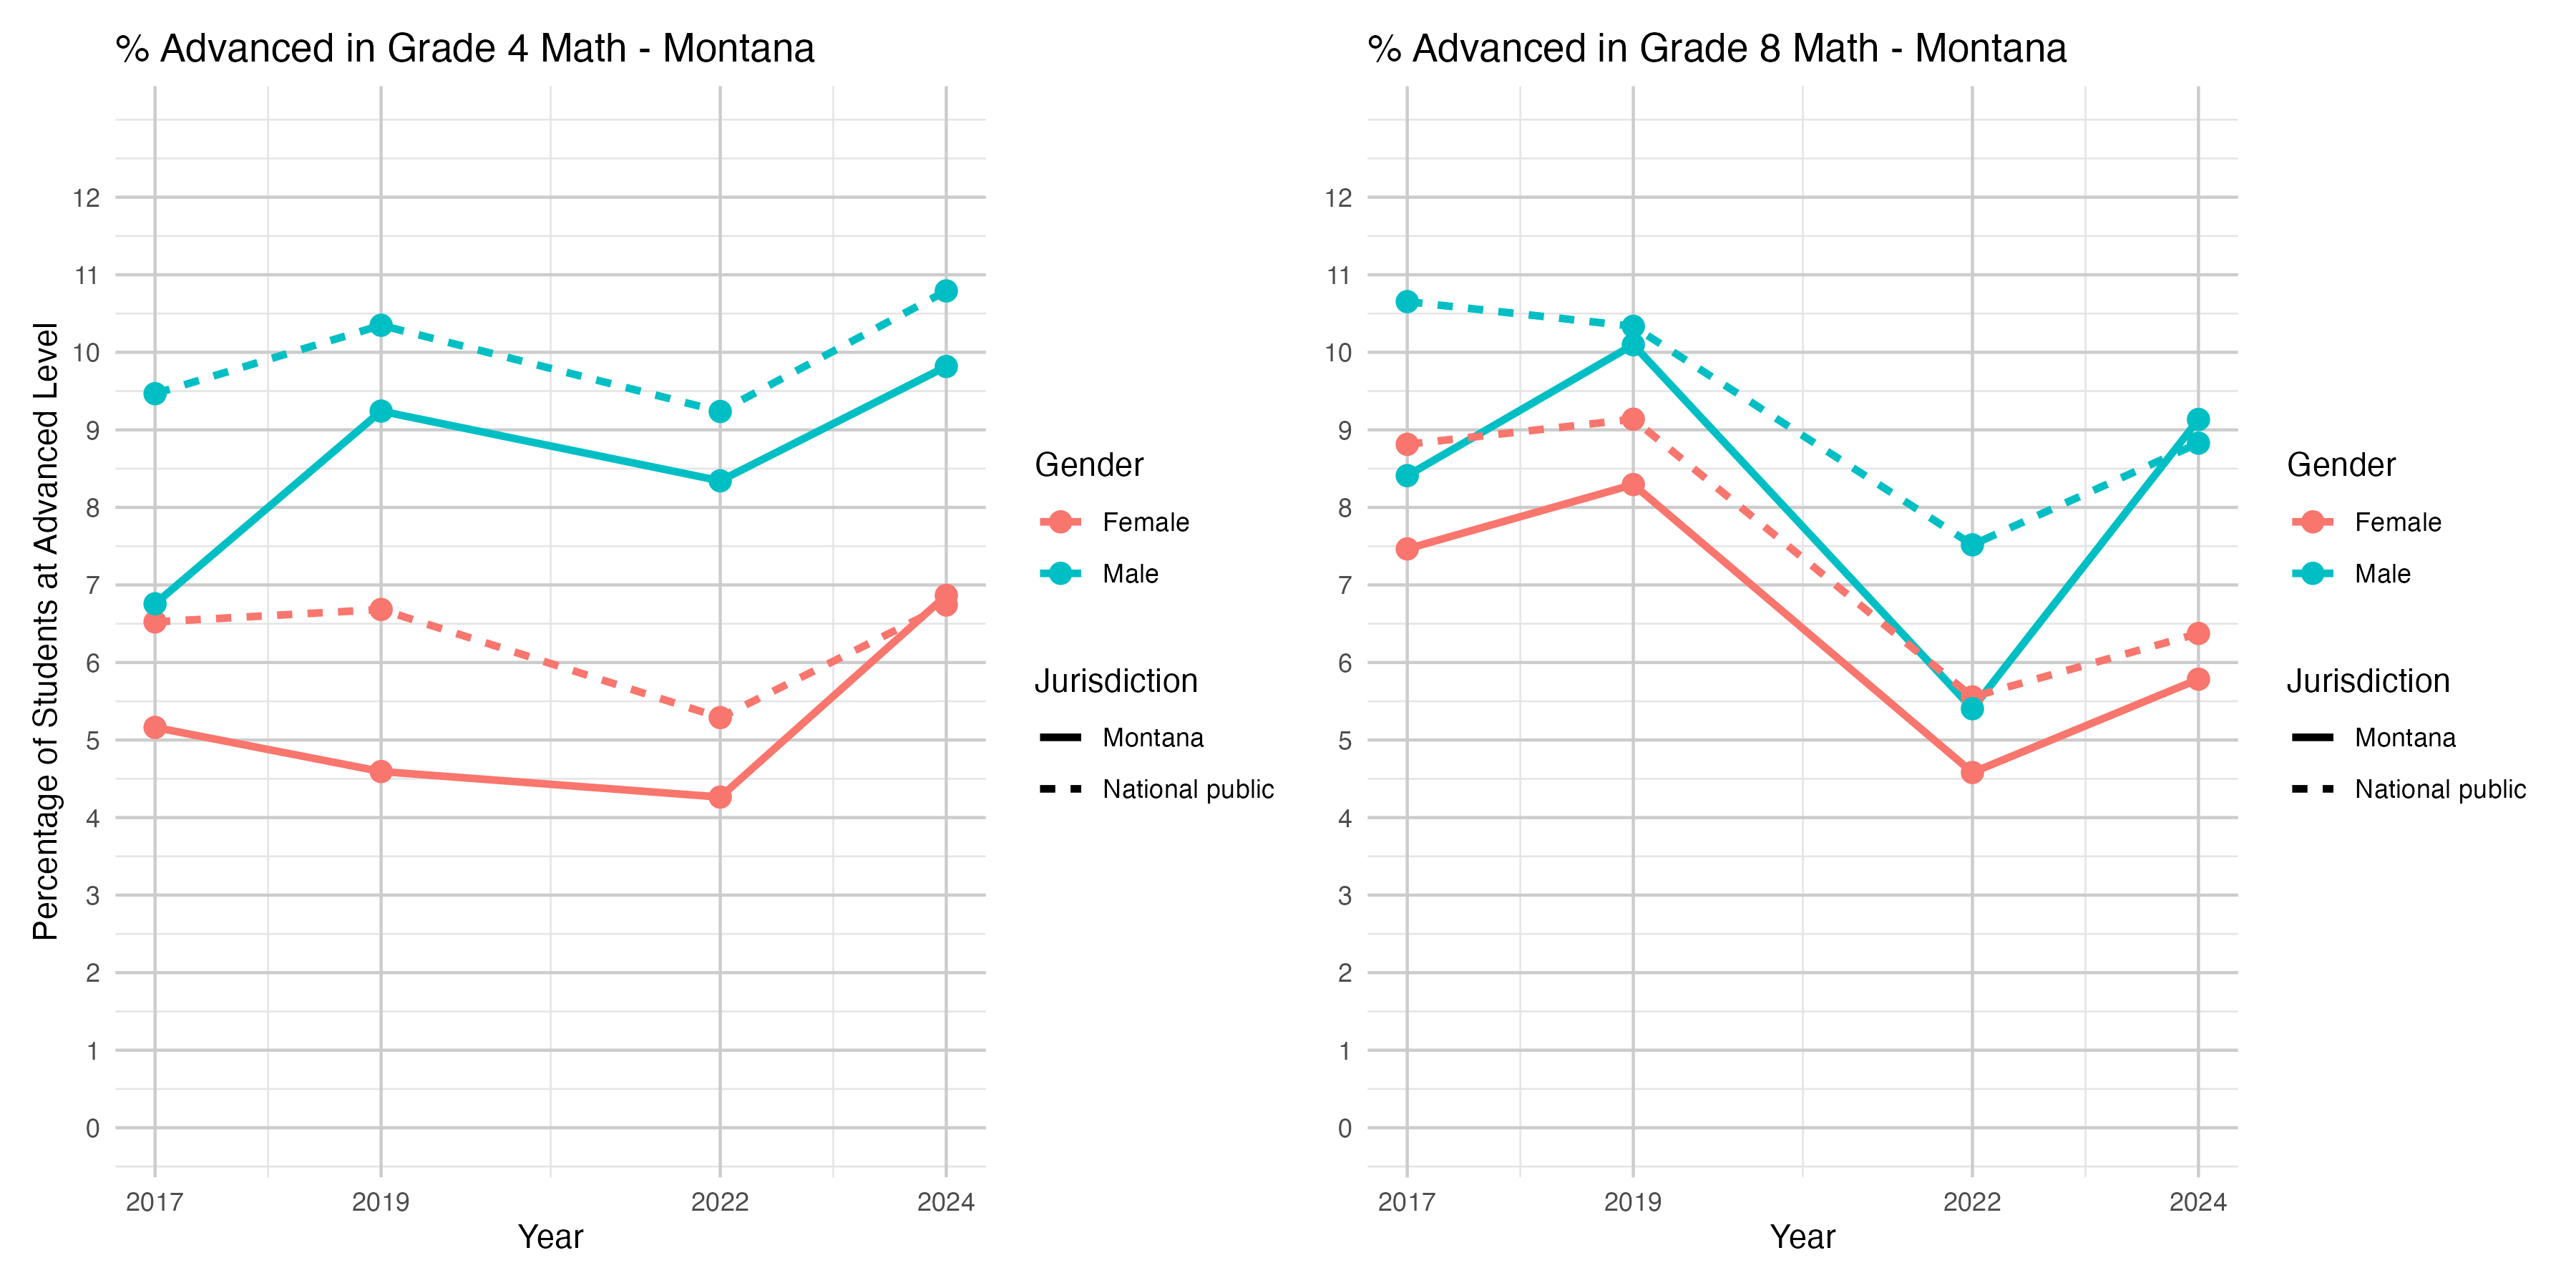 % Advanced in Grade 4 Math - Montana
Percentage of Students at Advanced Level
12
11
10
9
8
7
6
5
4
3
2
1
0
2017 2019 2022 2024
Year
Gender
Female
Male
Jurisdiction
Montana
National public
% Advanced in Grade 8 Math - Montana
12
11
10
9
8
7
6
5
4
3
2
1
0
2017 2019 2022 2024
Year
Gender
Female
Male
Jurisdiction
Montana
National public